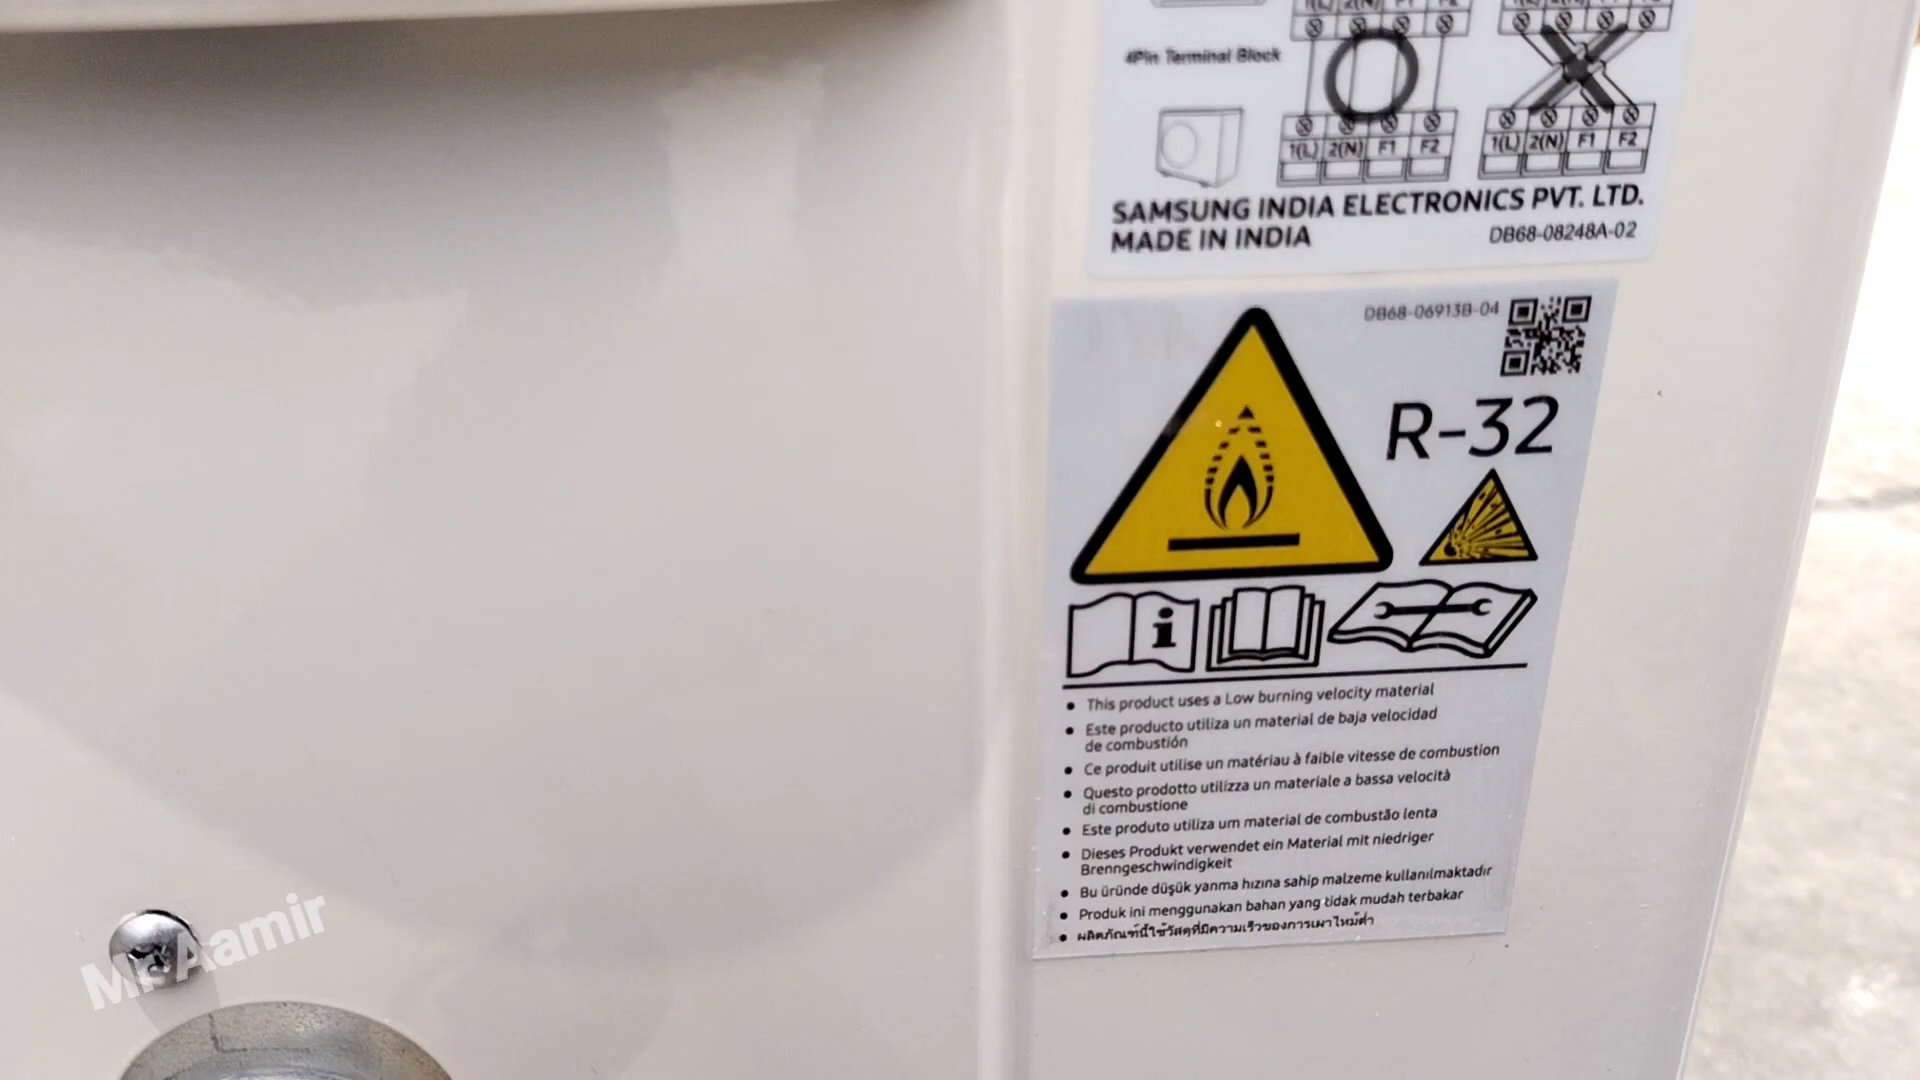 1(L) 2(N) F1 F2
4Pin Terminal Block
1(L) 2(N) F1 F2
1(L) 2(N) F1 F2
SAMSUNG INDIA ELECTRONICS PVT. LTD.
MADE IN INDIA
DB68-08248A-02
DB68-06913B-04
R-32
i
• This product uses a Low burning velocity material
• Este producto utiliza un material de baja velocidad
de combustión
• Ce produit utilise un matériau à faible vitesse de combustion
• Questo prodotto utilizza un materiale a bassa velocità
di combustione
• Este produto utiliza um material de combustão lenta
• Dieses Produkt verwendet ein Material mit niedriger
Brenngeschwindigkeit
• Bu üründe düşük yanma hızına sahip malzeme kullanılmaktadır
• Produk ini menggunakan bahan yang tidak mudah terbakar
• ผลิตภัณฑ์นี้ใช้วัสดุที่มีความเร็วของการเผาไหม้ต่ำ
Mr Aamir